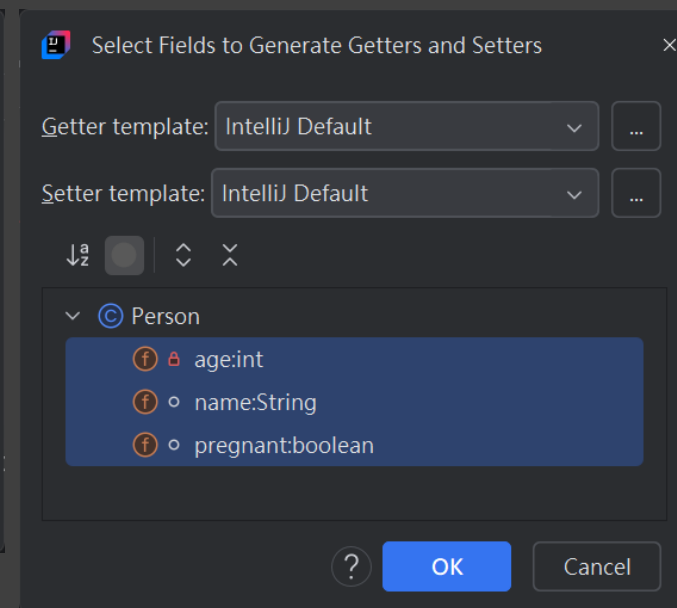 Select Fields to Generate Getters and Setters
Getter template: IntelliJ Default ...
Setter template: IntelliJ Default ...
Person
age:int
name:String
pregnant:boolean
? OK Cancel